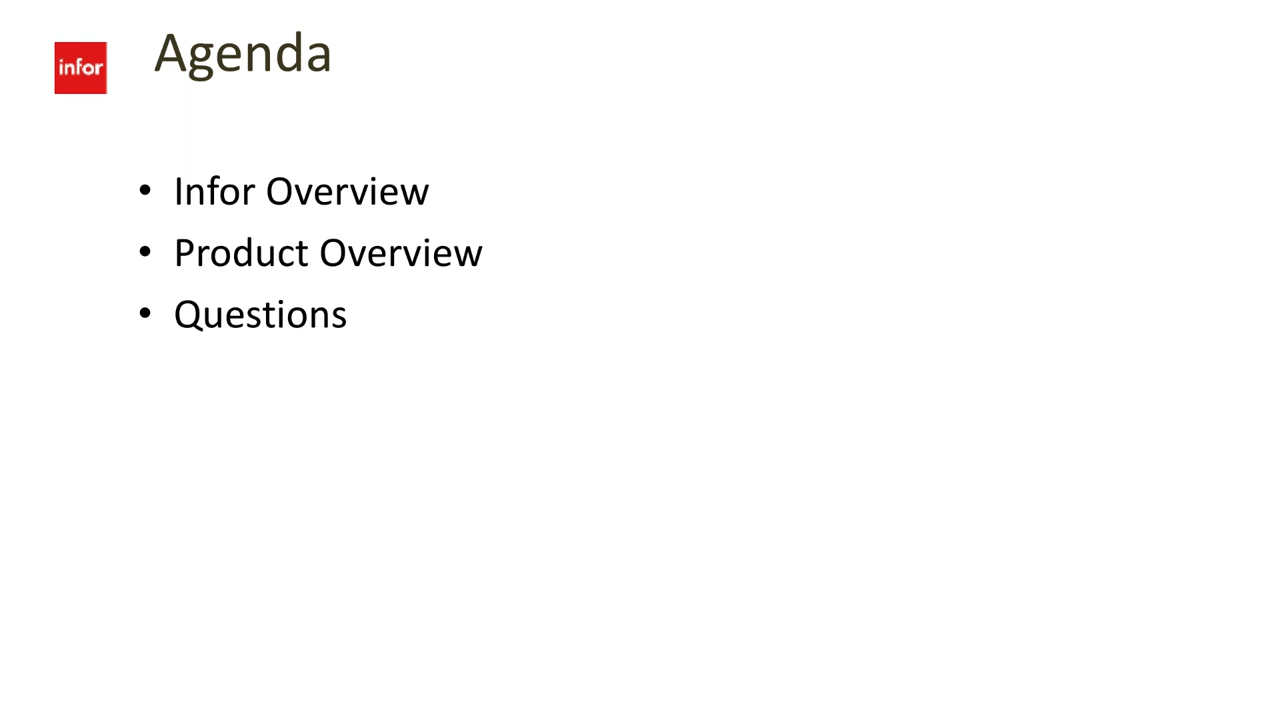 Agenda
infor
• Infor Overview
• Product Overview
• Questions